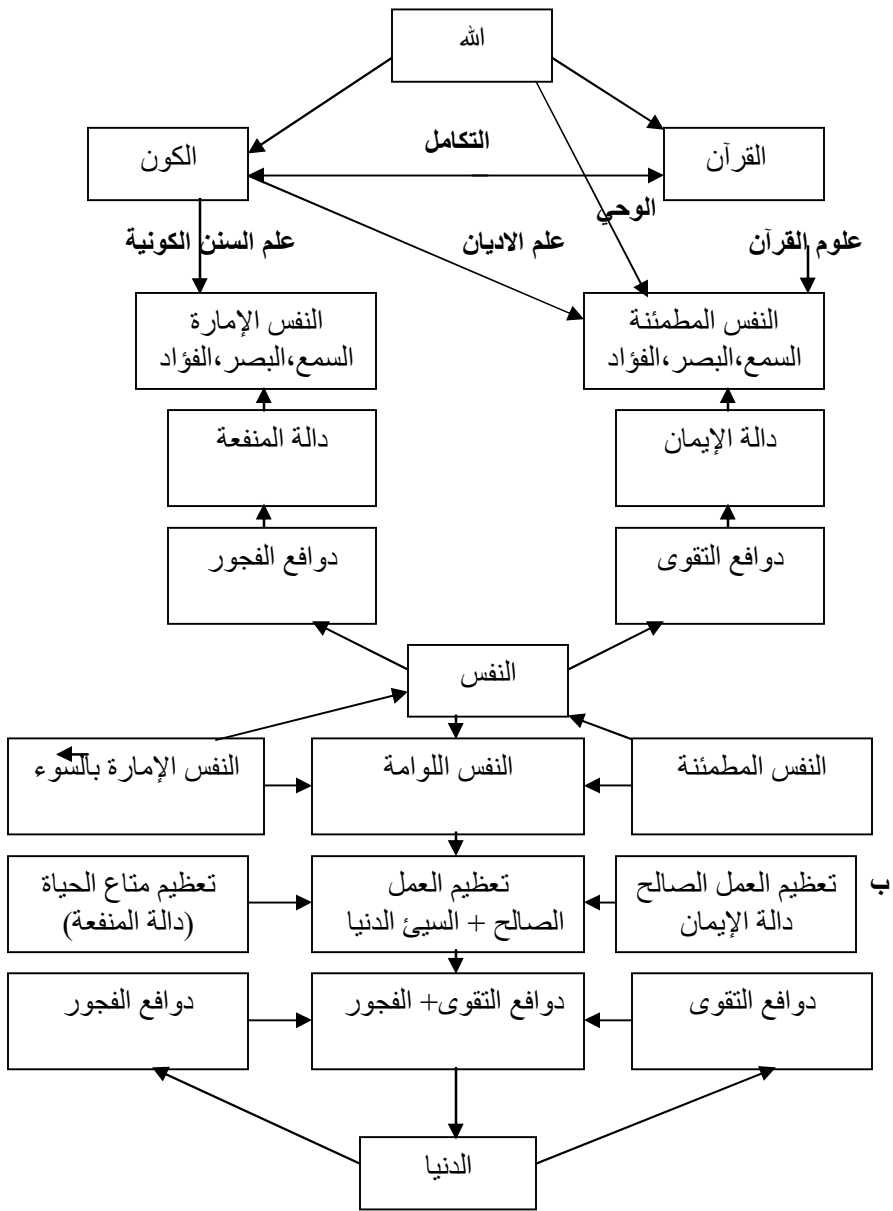 الله
القرآن
الكون
التكامل
الوحي
علوم القرآن
علم الاديان
علم السنن الكونية
النفس المطمئنة
السمع،البصر،الفؤاد
النفس الإمارة
السمع،البصر،الفؤاد
دالة الإيمان
دالة المنفعة
دوافع التقوى
دوافع الفجور
النفس
النفس المطمئنة
النفس اللوامة
النفس الإمارة بالسوء
ب
تعظيم العمل الصالح
دالة الإيمان
تعظيم العمل
الصالح + السيئ الدنيا
تعظيم متاع الحياة
(دالة المنفعة)
دوافع التقوى
دوافع التقوى+ الفجور
دوافع الفجور
الدنيا